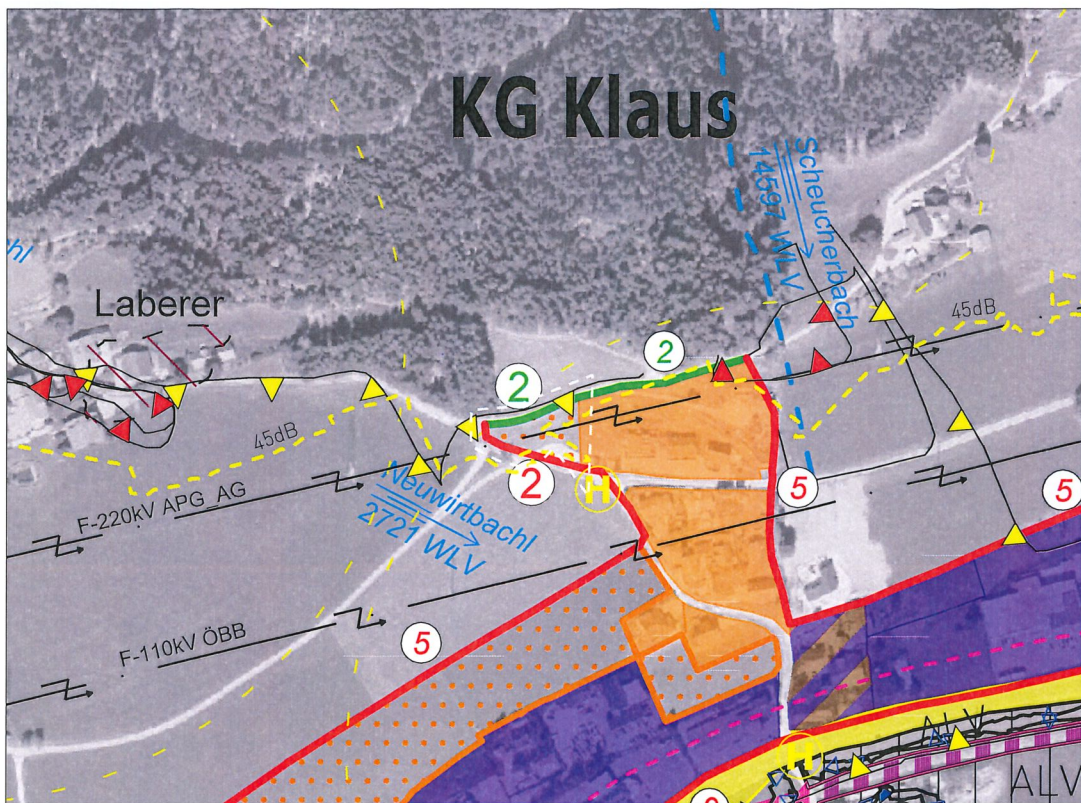 KG Klaus
Scheucherbach
14597 WLV
hl
Laberer
45dB
2
2
45dB
F-220kV APG_AG
Neuwirtbachl
2721 WLV
2
H
5
5
F-110kV ÖBB
5
H
ALV
ALV